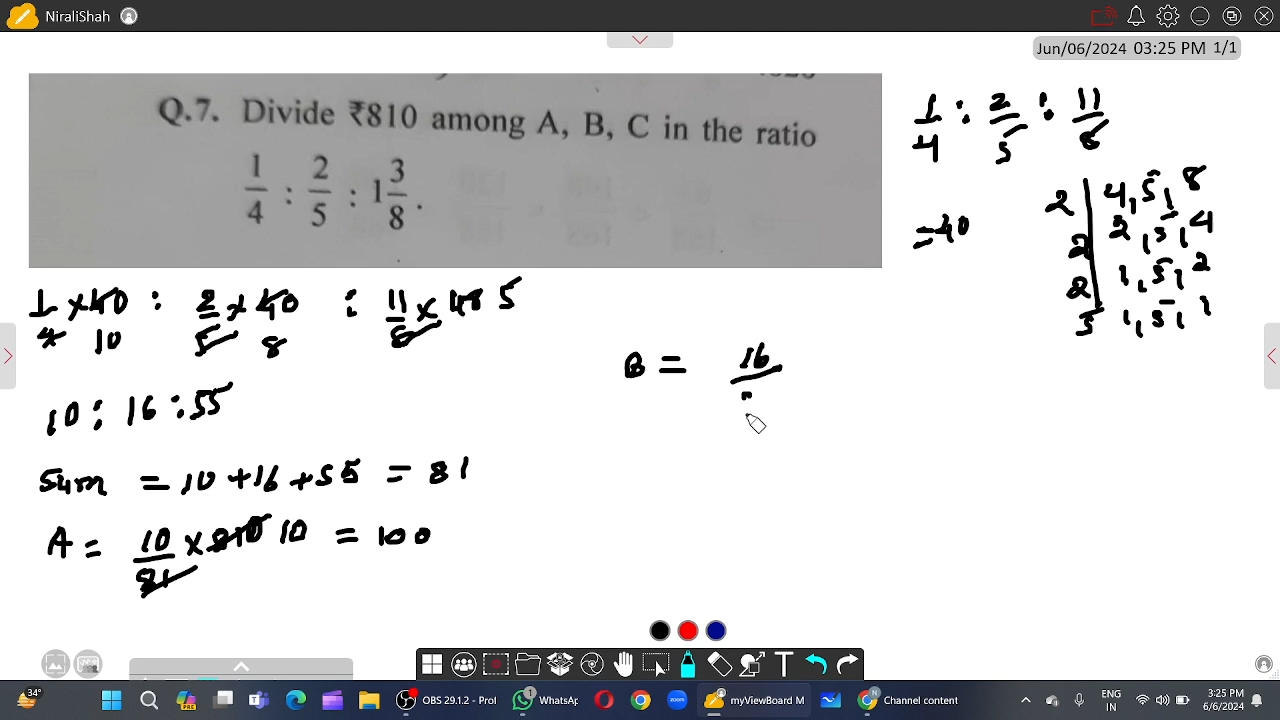 NiraliShah
Jun/06/2024 03:25 PM 1/1
Q.7. Divide ₹810 among A, B, C in the ratio
1/4 : 2/5 : 1 3/8 .
1/4 : 2/5 : 11/8
2 | 4, 5, 8
2 | 2, 5, 4
2 | 1, 5, 2
5 | 1, 5, 1
= 40
1/4 × 40 10 : 2/5 × 40 8 : 11/8 × 40 5
10 : 16 : 55
Sum = 10 + 16 + 55 = 81
A = 10/81 × 810 10 = 100
B = 16
T
34°
OBS 29.1.2 - Prof
WhatsApp
zoom
myViewBoard M
Channel content
ENG
IN
3:25 PM
6/6/2024